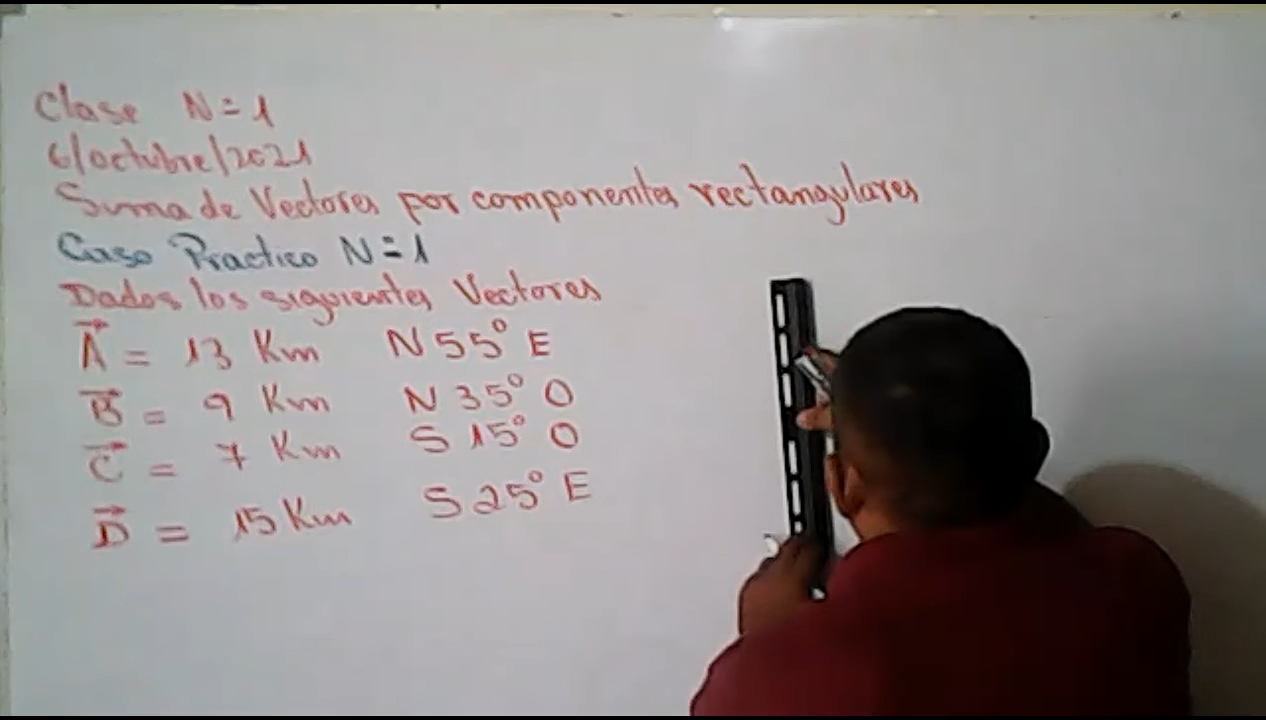 Clase N=1
6/octubre/2021
Suma de Vectores por componentes rectangulares
Caso Practico N=1
Dados los siguientes Vectores
A⃗ = 13 Km N 55° E
B⃗ = 9 Km N 35° O
C⃗ = 7 Km S 15° O
D⃗ = 15 Km S 25° E